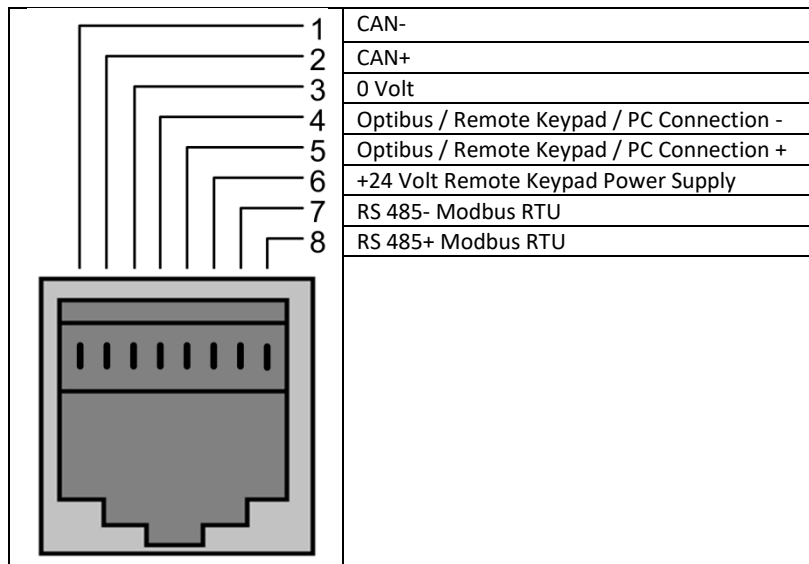 1 CAN-
2 CAN+
3 0 Volt
4 Optibus / Remote Keypad / PC Connection -
5 Optibus / Remote Keypad / PC Connection +
6 +24 Volt Remote Keypad Power Supply
7 RS 485- Modbus RTU
8 RS 485+ Modbus RTU